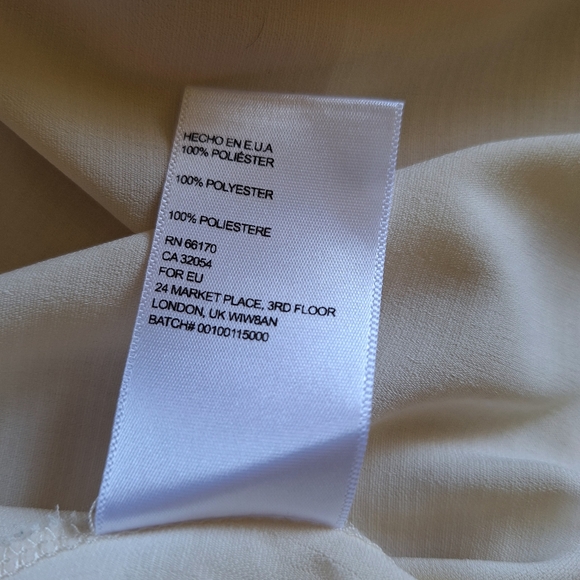 HECHO EN E.U.A
100% POLIÉSTER
100% POLYESTER
100% POLIESTERE
RN 66170
CA 32054
FOR EU
24 MARKET PLACE, 3RD FLOOR
LONDON, UK WIW8AN
BATCH# 00100115000